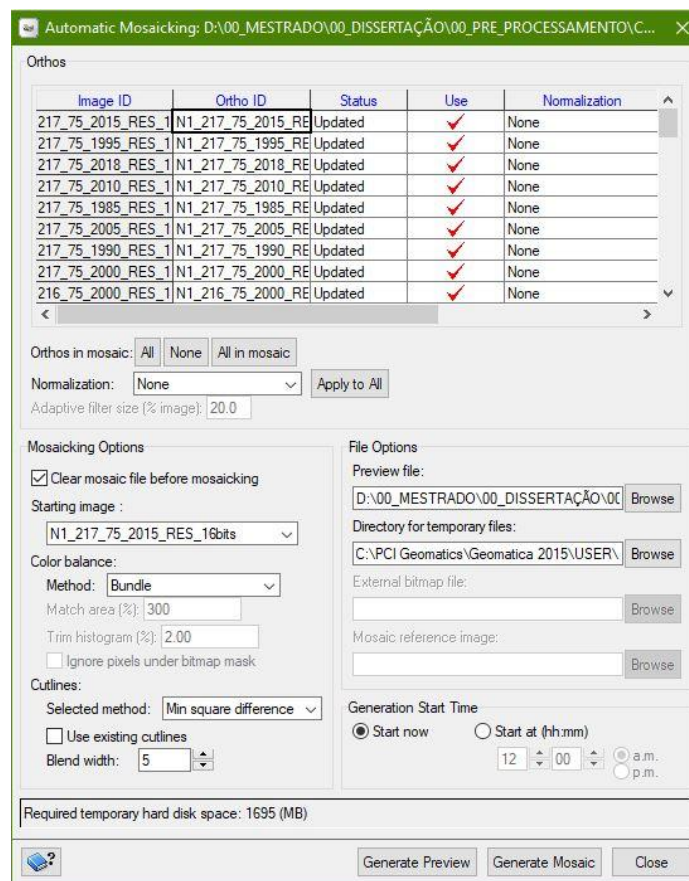 Automatic Mosaicking: D:\00_MESTRADO\00_DISSERTAÇÃO\00_PRE_PROCESSAMENTO\C...
Orthos
Image ID Ortho ID Status Use Normalization
217_75_2015_RES_1 N1_217_75_2015_RE Updated None
217_75_1995_RES_1 N1_217_75_1995_RE Updated None
217_75_2018_RES_1 N1_217_75_2018_RE Updated None
217_75_2010_RES_1 N1_217_75_2010_RE Updated None
217_75_1985_RES_1 N1_217_75_1985_RE Updated None
217_75_2005_RES_1 N1_217_75_2005_RE Updated None
217_75_1990_RES_1 N1_217_75_1990_RE Updated None
217_75_2000_RES_1 N1_217_75_2000_RE Updated None
216_75_2000_RES_1 N1_216_75_2000_RE Updated None
Orthos in mosaic: All None All in mosaic
Normalization: None Apply to All
Adaptive filter size (% image): 20.0
Mosaicking Options
Clear mosaic file before mosaicking
Starting image :
N1_217_75_2015_RES_16bits
Color balance:
Method: Bundle
Match area (%): 300
Trim histogram (%): 2.00
Ignore pixels under bitmap mask
Cutlines:
Selected method: Min square difference
Use existing cutlines
Blend width: 5
File Options
Preview file:
D:\00_MESTRADO\00_DISSERTAÇÃO\00 Browse
Directory for temporary files:
C:\PCI Geomatics\Geomatica 2015\USER\ Browse
External bitmap file:
Browse
Mosaic reference image:
Browse
Generation Start Time
Start now Start at (hh:mm)
12 00 a.m.
p.m.
Required temporary hard disk space: 1695 (MB)
Generate Preview Generate Mosaic Close